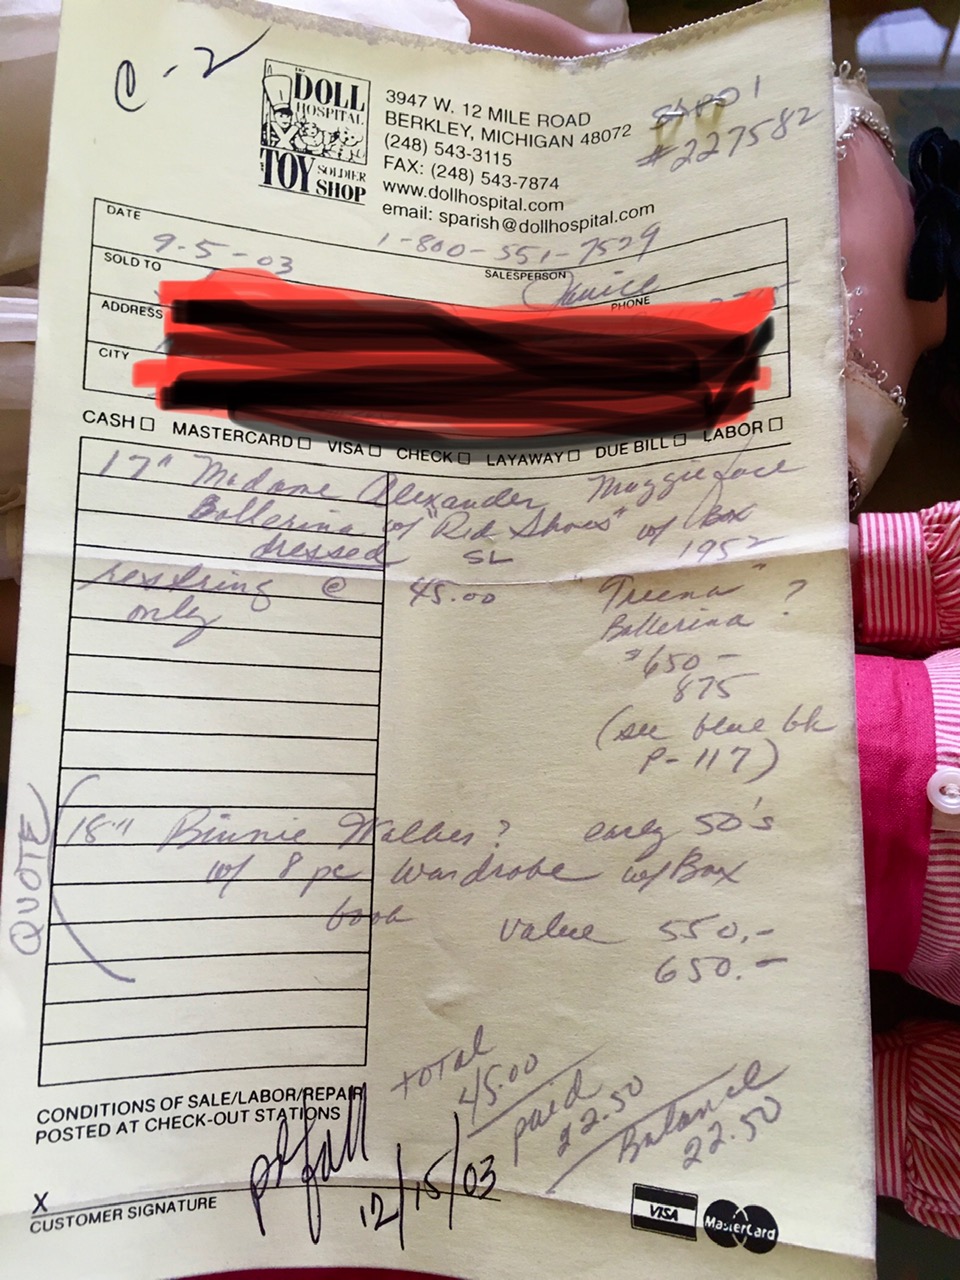 C-2
The
DOLL
HOSPITAL
TOY SOLDIER
SHOP
3947 W. 12 MILE ROAD
BERKLEY, MICHIGAN 48072
(248) 543-3115
FAX: (248) 543-7874
www.dollhospital.com
email: sparish@dollhospital.com
#227582
1-800-551-7529
DATE
9-5-03
SALESPERSON
Janice
SOLD TO
PHONE
ADDRESS
CITY
CASH MASTERCARD VISA CHECK LAYAWAY DUE BILL LABOR
17" Madame Alexander Maggie face
Ballerina w/ "Red Shoes" w/ Box
dressed SL 1952
restring @ 45.00 "Treena" ?
only Ballerina
$650-
875
(see blue bk
P-117)
QUOTE
18" Binnie Walker? early 50's
w/ 8 pc wardrobe w/ Box
book value 550.-
650.-
total
45.00
paid
22.50
Balance
22.50
CONDITIONS OF SALE/LABOR/REPAIR
POSTED AT CHECK-OUT STATIONS
pd full
12/15/03
X
CUSTOMER SIGNATURE
VISA
MasterCard